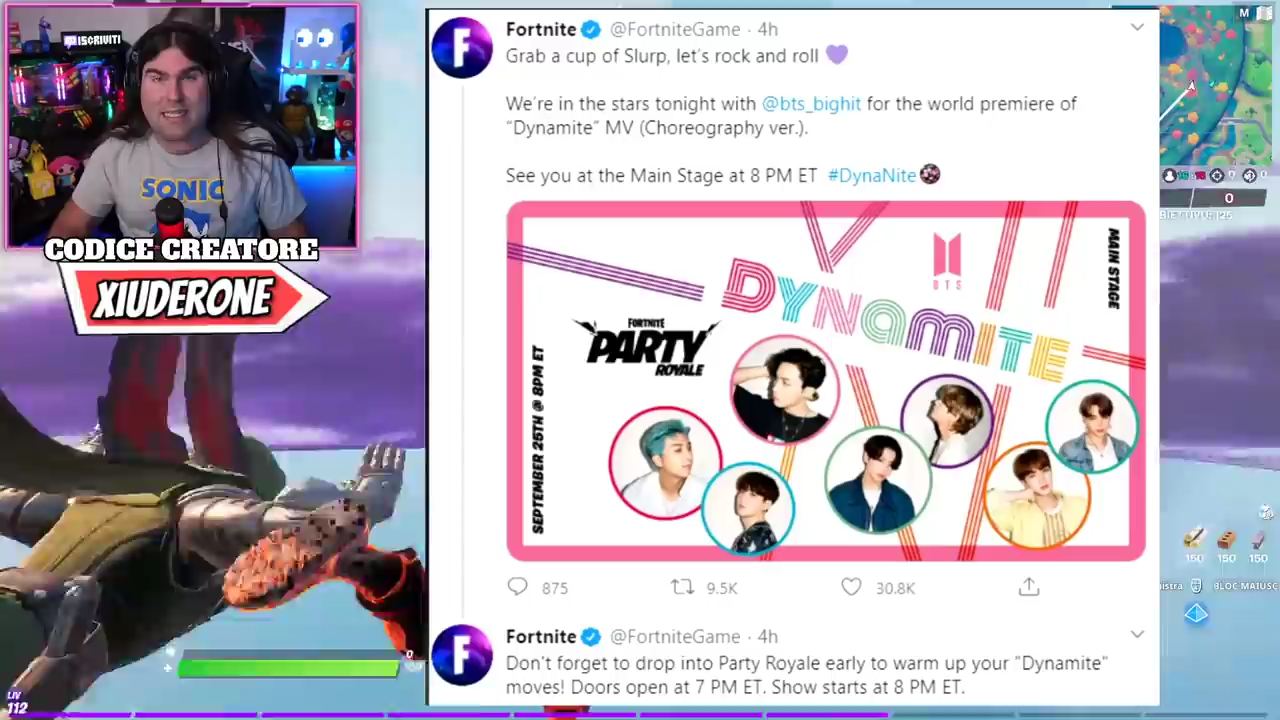 ISCRIVITI
SONIC
CODICE CREATORE
XIUDERONE
Fortnite @FortniteGame · 4h
Grab a cup of Slurp, let's rock and roll 💜
We're in the stars tonight with @bts_bighit for the world premiere of
"Dynamite" MV (Choreography ver.).
See you at the Main Stage at 8 PM ET #DynaNite
SEPTEMBER 25TH @ 8PM ET
FORTNITE
PARTY
ROYALE
DYNAMITE
BTS
MAIN STAGE
875 9.5K 30.8K
Fortnite @FortniteGame · 4h
Don't forget to drop into Party Royale early to warm up your "Dynamite"
moves! Doors open at 7 PM ET. Show starts at 8 PM ET.
M
0
150 150 150
BLOC MAIUSC
LIV
112